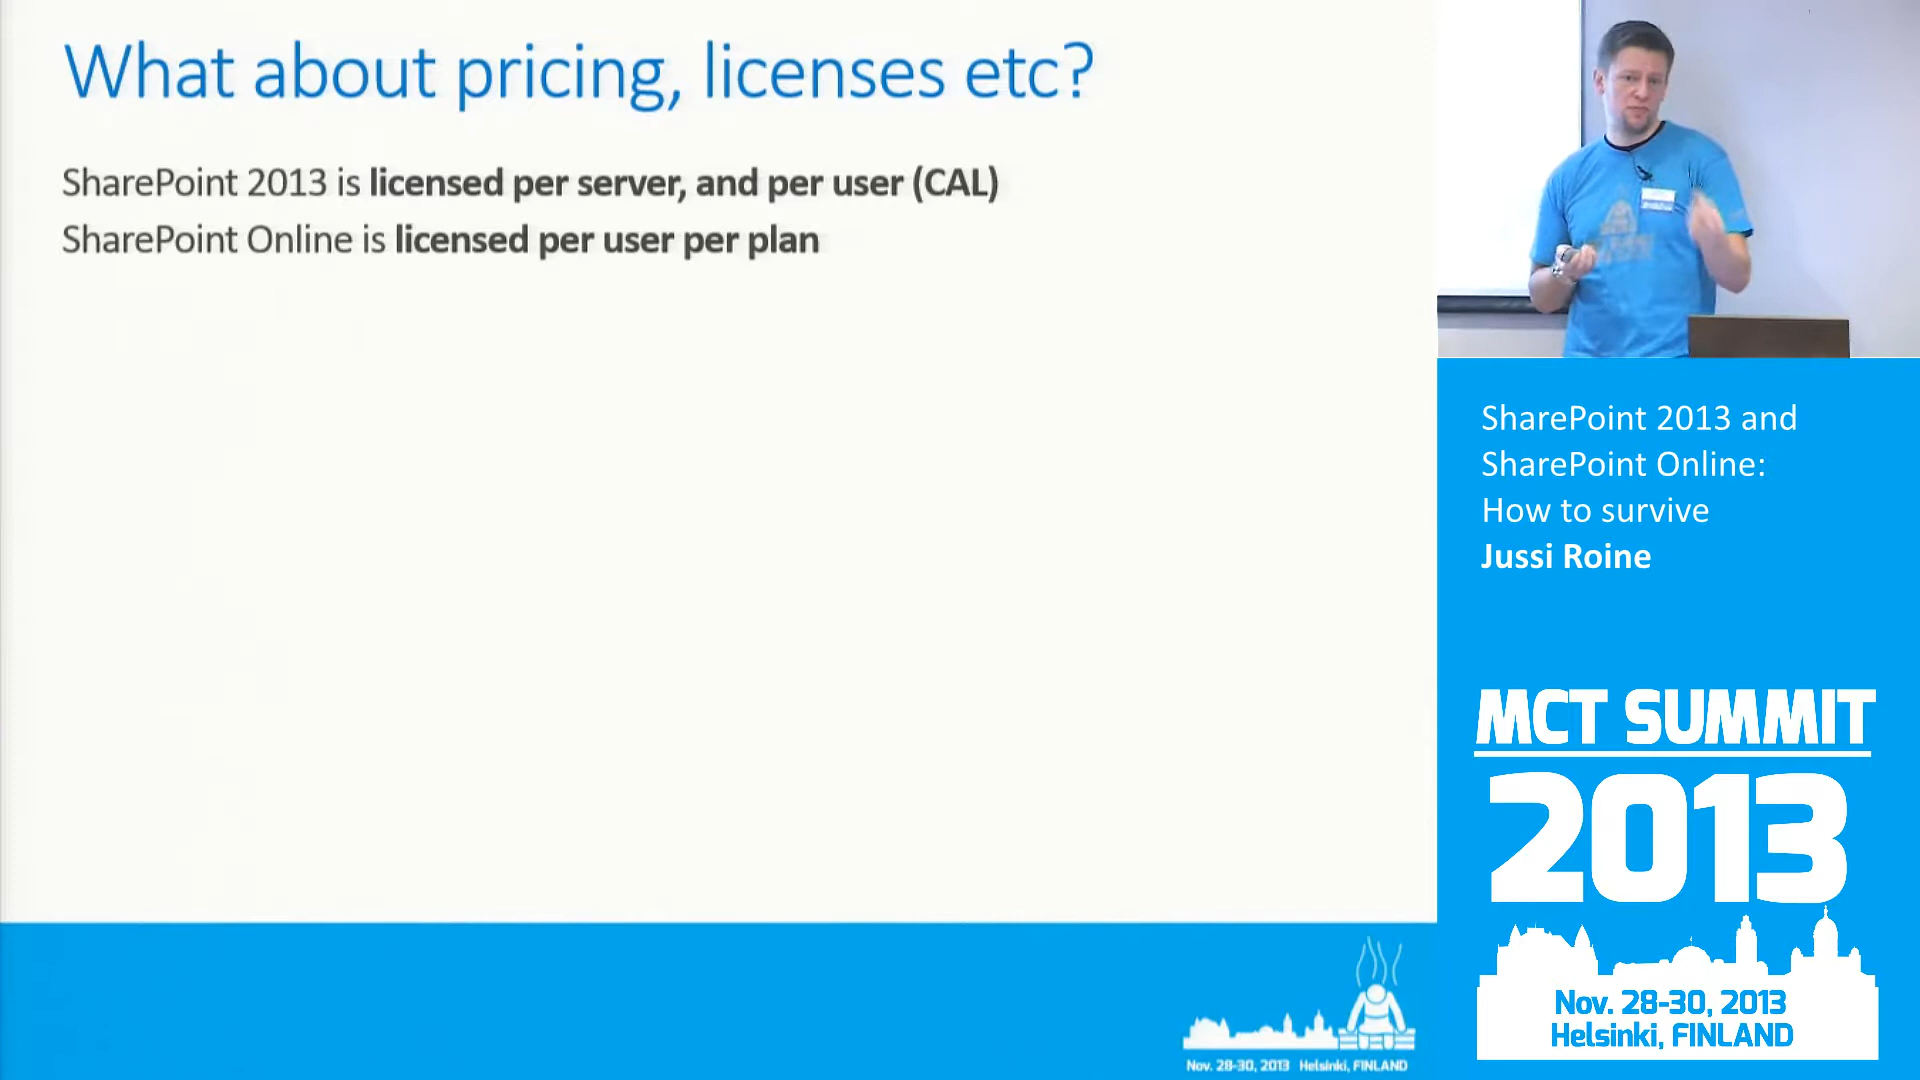 What about pricing, licenses etc?
SharePoint 2013 is licensed per server, and per user (CAL)
SharePoint Online is licensed per user per plan
SharePoint 2013 and
SharePoint Online:
How to survive
Jussi Roine
MCT SUMMIT
2013
Nov. 28-30, 2013
Helsinki, FINLAND
Nov. 28-30, 2013 Helsinki, FINLAND